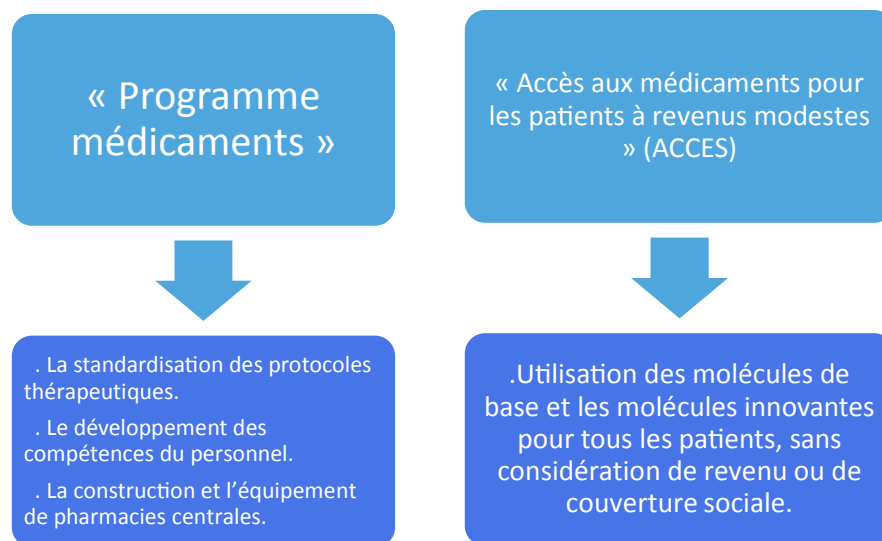 « Programme
médicaments »
« Accès aux médicaments pour
les patients à revenus modestes
» (ACCES)
. La standardisation des protocoles
thérapeutiques.
. Le développement des
compétences du personnel.
. La construction et l’équipement
de pharmacies centrales.
.Utilisation des molécules de
base et les molécules innovantes
pour tous les patients, sans
considération de revenu ou de
couverture sociale.